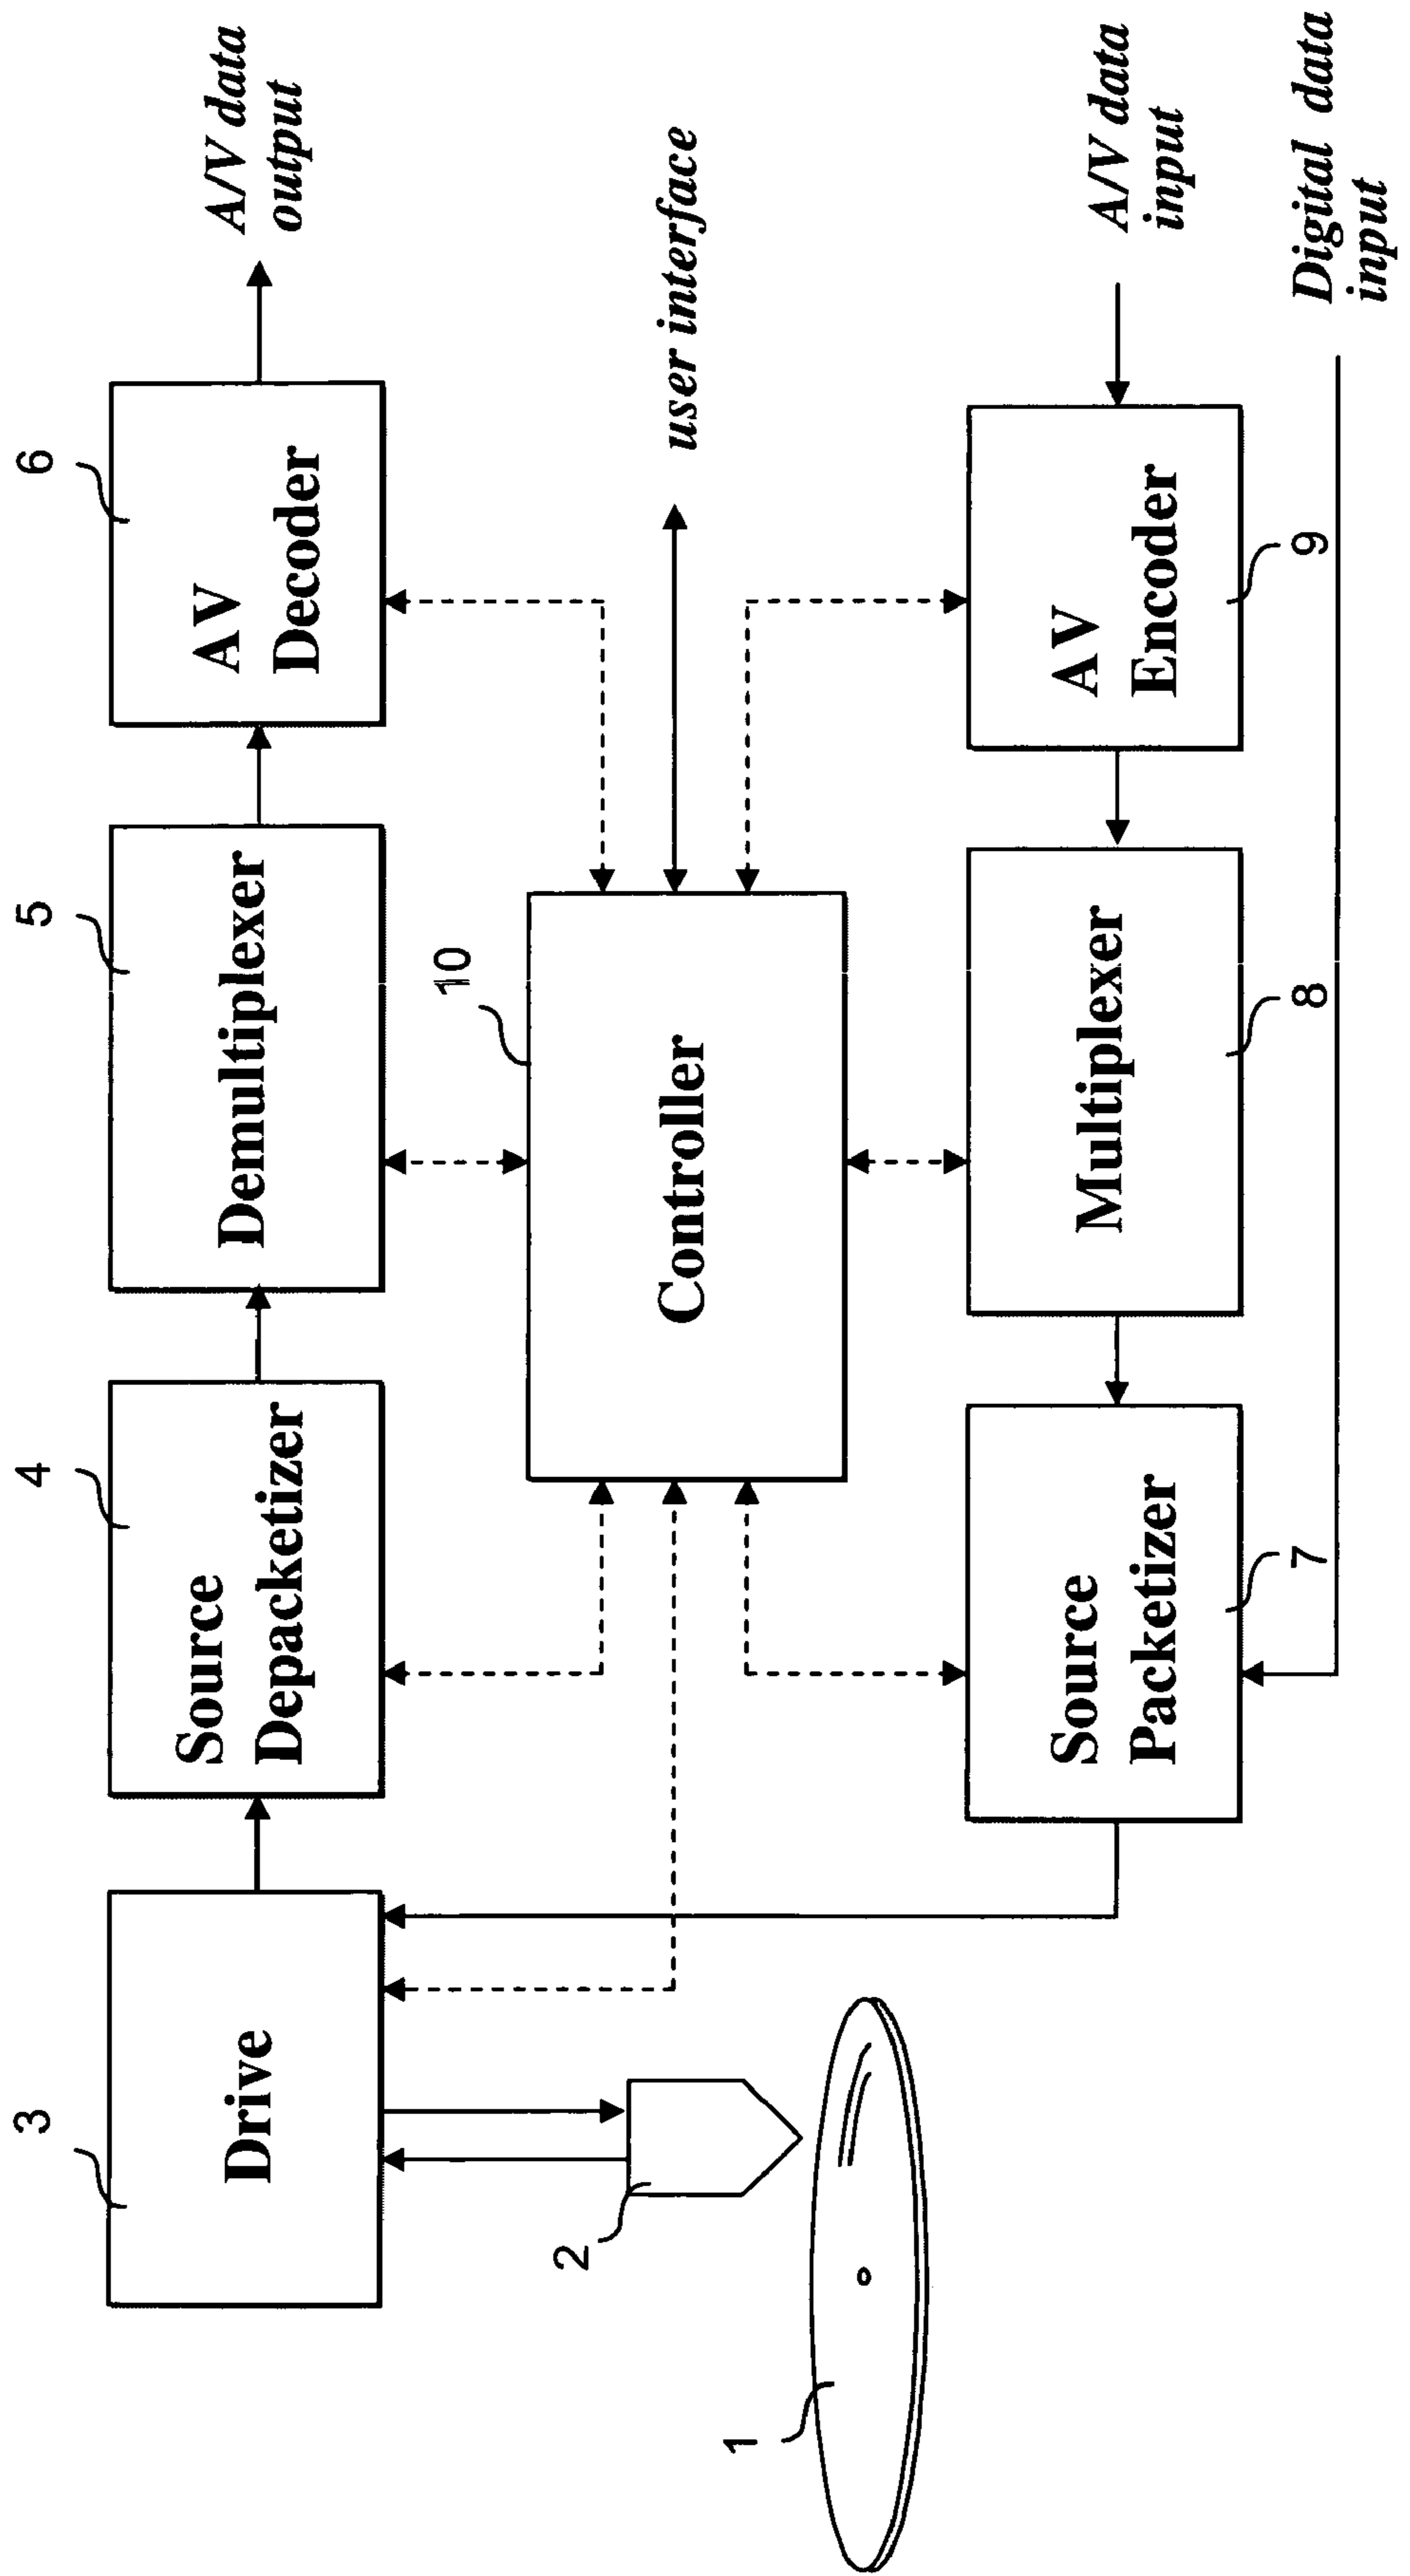 3
Drive
4
Source
Depacketizer
5
Demultiplexer
6
AV
Decoder
A/V data
output
2
1
10
Controller
user interface
Source
Packetizer
7
Multiplexer
8
AV
Encoder
9
A/V data
input
Digital data
input